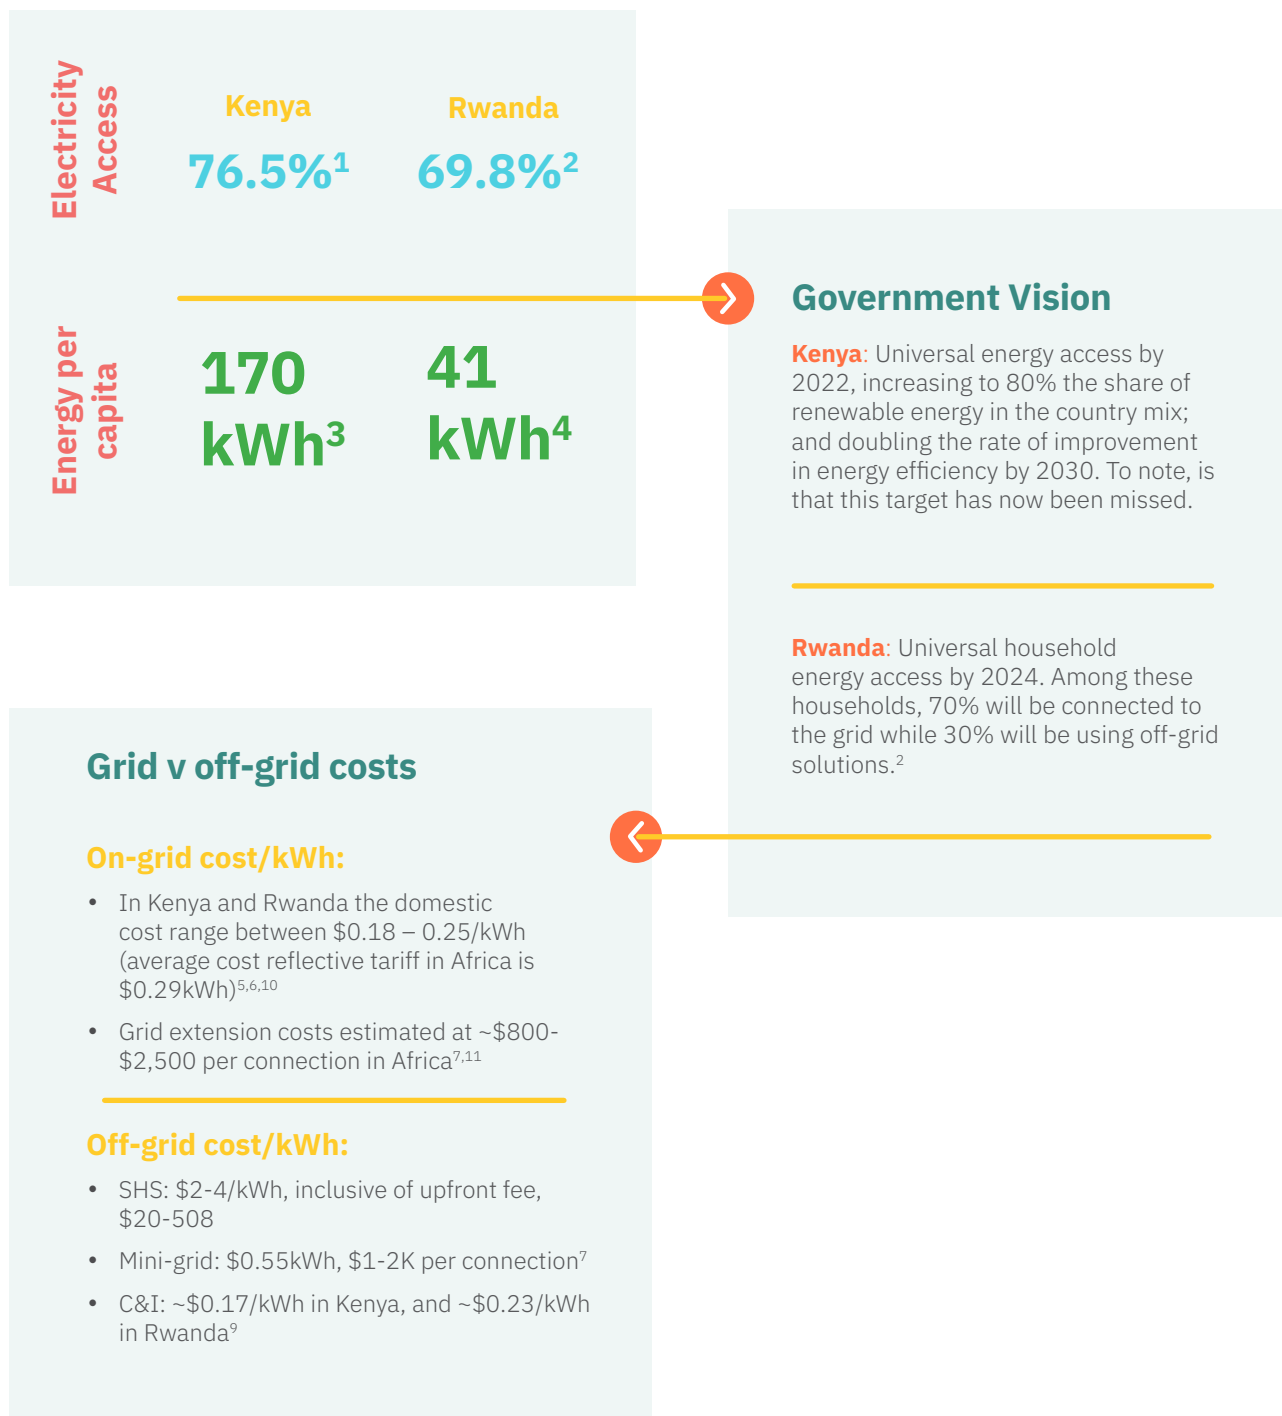 Electricity
Access
Kenya
Rwanda
76.5%¹
69.8%²
Energy per
capita
170
kWh³
41
kWh⁴
Government Vision
Kenya: Universal energy access by
2022, increasing to 80% the share of
renewable energy in the country mix;
and doubling the rate of improvement
in energy efficiency by 2030. To note, is
that this target has now been missed.
Rwanda: Universal household
energy access by 2024. Among these
households, 70% will be connected to
the grid while 30% will be using off-grid
solutions.²
Grid v off-grid costs
On-grid cost/kWh:
• In Kenya and Rwanda the domestic
cost range between $0.18 – 0.25/kWh
(average cost reflective tariff in Africa is
$0.29kWh)⁵,⁶,¹⁰
• Grid extension costs estimated at ~$800-
$2,500 per connection in Africa⁷,¹¹
Off-grid cost/kWh:
• SHS: $2-4/kWh, inclusive of upfront fee,
$20-508
• Mini-grid: $0.55kWh, $1-2K per connection⁷
• C&I: ~$0.17/kWh in Kenya, and ~$0.23/kWh
in Rwanda⁹